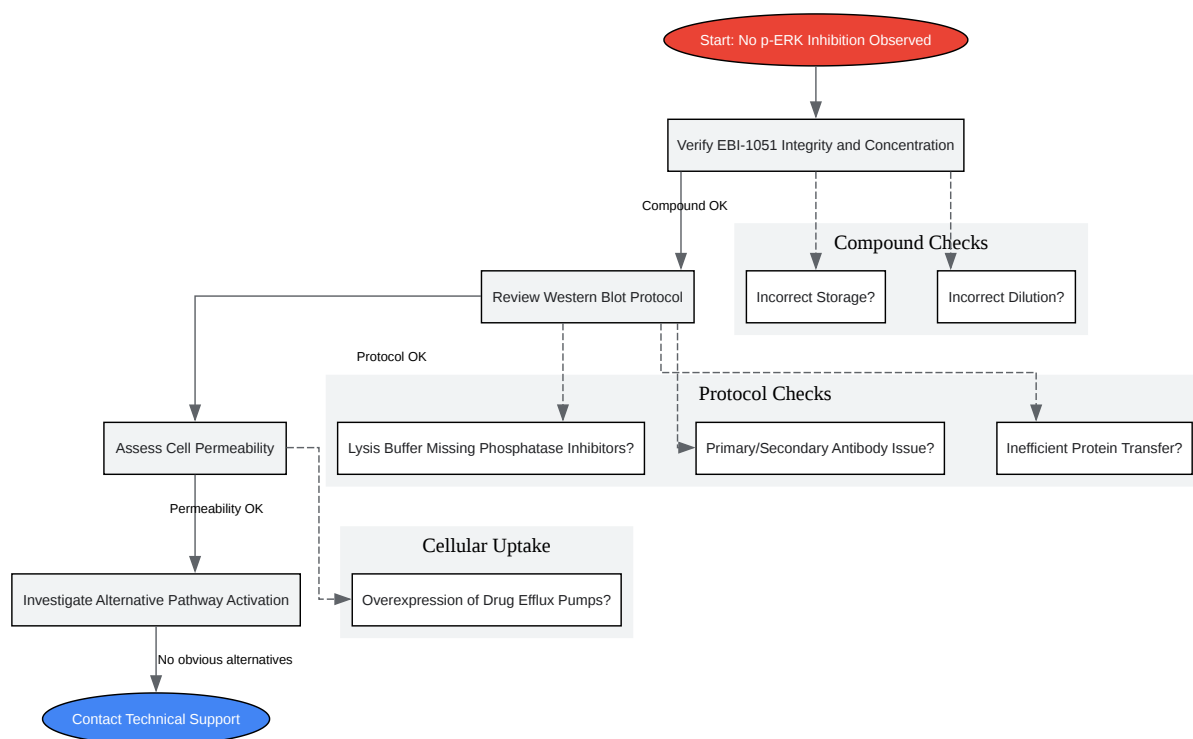 Start: No p-ERK Inhibition Observed
Verify EBI-1051 Integrity and Concentration
Compound OK
Compound Checks
Incorrect Storage?
Incorrect Dilution?
Review Western Blot Protocol
Protocol OK
Protocol Checks
Lysis Buffer Missing Phosphatase Inhibitors?
Primary/Secondary Antibody Issue?
Inefficient Protein Transfer?
Assess Cell Permeability
Permeability OK
Cellular Uptake
Overexpression of Drug Efflux Pumps?
Investigate Alternative Pathway Activation
No obvious alternatives
Contact Technical Support